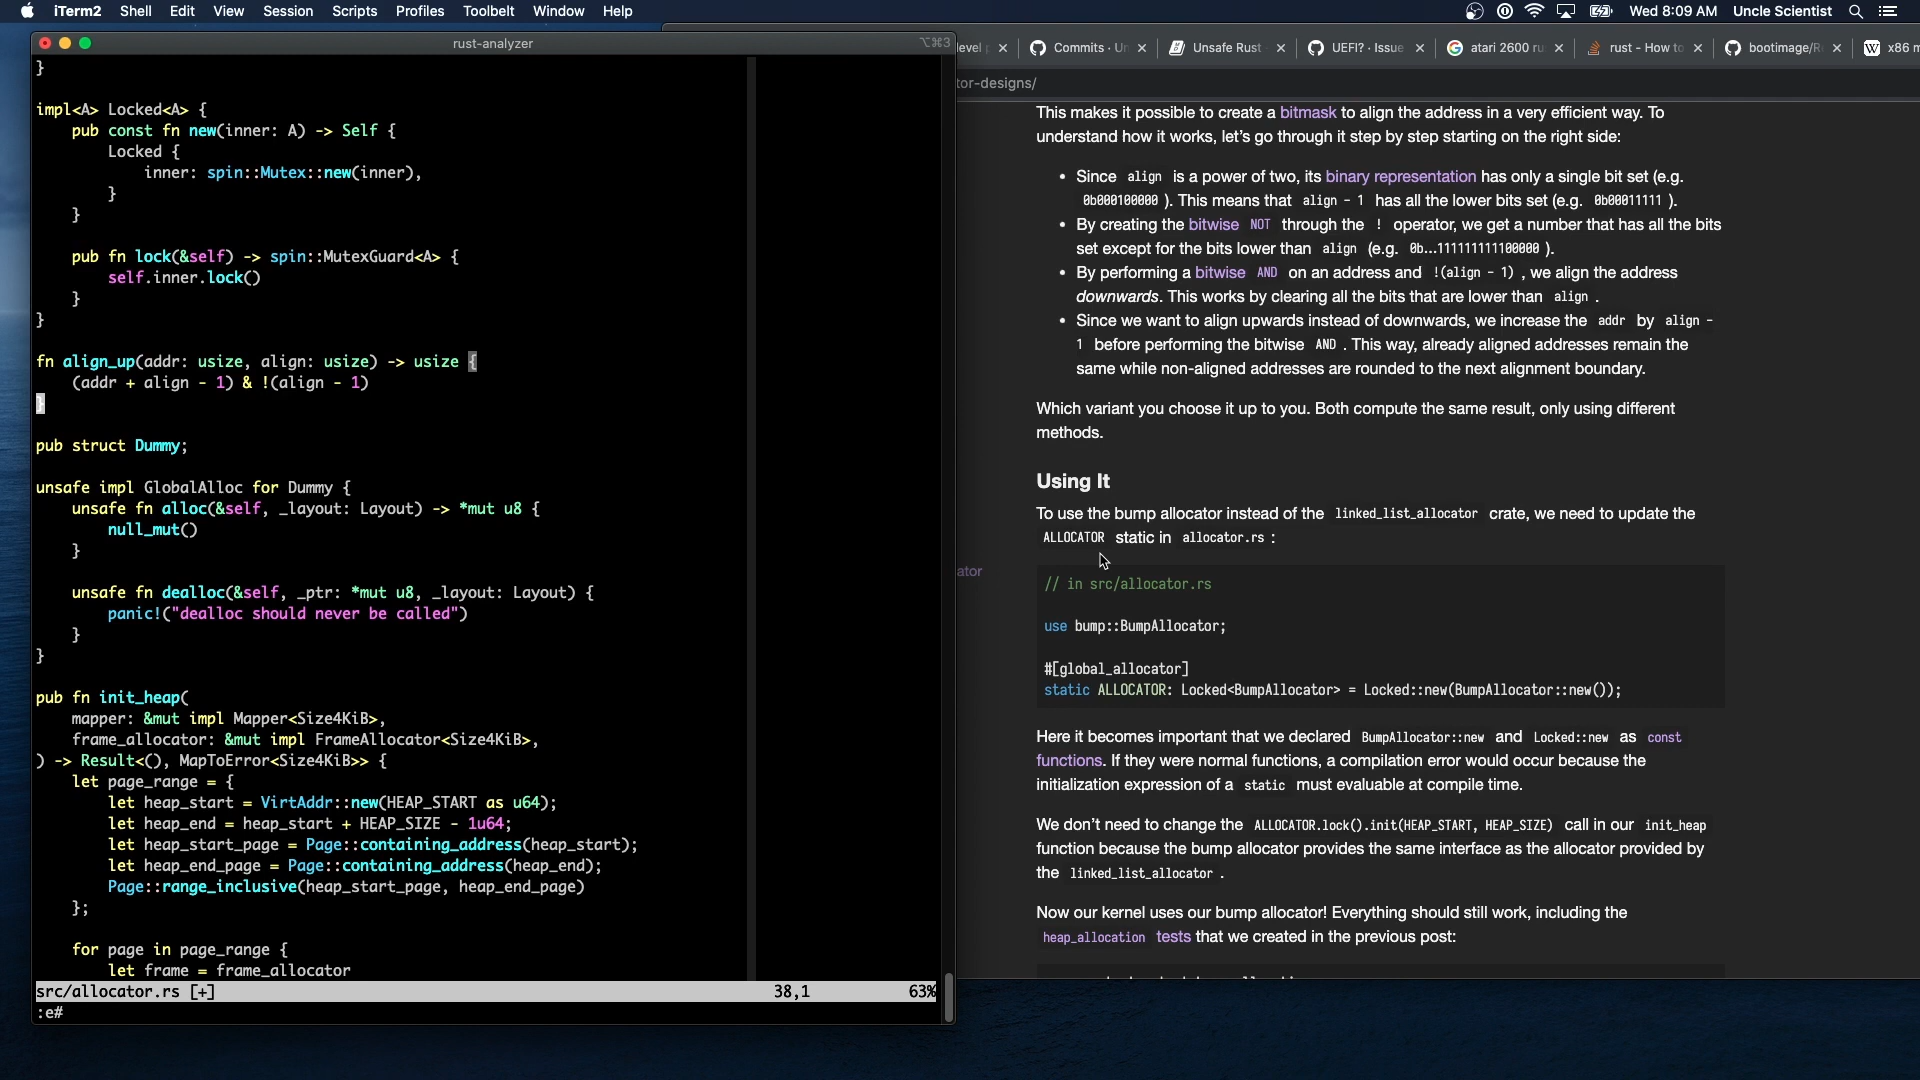 iTerm2 Shell Edit View Session Scripts Profiles Toolbelt Window Help Wed 8:09 AM Uncle Scientist
rust-analyzer ⌥⌘3
level Commits · Un Unsafe Rust UEFI? · Issue atari 2600 ru rust - How to bootimage/R x86 m
tor-designs/
}
impl<A> Locked<A> {
pub const fn new(inner: A) -> Self {
Locked {
inner: spin::Mutex::new(inner),
}
}
pub fn lock(&self) -> spin::MutexGuard<A> {
self.inner.lock()
}
}
fn align_up(addr: usize, align: usize) -> usize {
(addr + align - 1) & !(align - 1)
}
pub struct Dummy;
unsafe impl GlobalAlloc for Dummy {
unsafe fn alloc(&self, _layout: Layout) -> *mut u8 {
null_mut()
}
unsafe fn dealloc(&self, _ptr: *mut u8, _layout: Layout) {
panic!("dealloc should never be called")
}
}
pub fn init_heap(
mapper: &mut impl Mapper<Size4KiB>,
frame_allocator: &mut impl FrameAllocator<Size4KiB>,
) -> Result<(), MapToError<Size4KiB>> {
let page_range = {
let heap_start = VirtAddr::new(HEAP_START as u64);
let heap_end = heap_start + HEAP_SIZE - 1u64;
let heap_start_page = Page::containing_address(heap_start);
let heap_end_page = Page::containing_address(heap_end);
Page::range_inclusive(heap_start_page, heap_end_page)
};
for page in page_range {
let frame = frame_allocator
src/allocator.rs [+] 38,1 63%
:e#
This makes it possible to create a bitmask to align the address in a very efficient way. To
understand how it works, let's go through it step by step starting on the right side:
• Since align is a power of two, its binary representation has only a single bit set (e.g.
0b000100000 ). This means that align - 1 has all the lower bits set (e.g. 0b00011111 ).
• By creating the bitwise NOT through the ! operator, we get a number that has all the bits
set except for the bits lower than align (e.g. 0b…111111111100000 ).
• By performing a bitwise AND on an address and !(align - 1) , we align the address
downwards. This works by clearing all the bits that are lower than align .
• Since we want to align upwards instead of downwards, we increase the addr by align -
1 before performing the bitwise AND . This way, already aligned addresses remain the
same while non-aligned addresses are rounded to the next alignment boundary.
Which variant you choose it up to you. Both compute the same result, only using different
methods.
Using It
To use the bump allocator instead of the linked_list_allocator crate, we need to update the
ALLOCATOR static in allocator.rs :
ator
// in src/allocator.rs
use bump::BumpAllocator;
#[global_allocator]
static ALLOCATOR: Locked<BumpAllocator> = Locked::new(BumpAllocator::new());
Here it becomes important that we declared BumpAllocator::new and Locked::new as const
functions. If they were normal functions, a compilation error would occur because the
initialization expression of a static must evaluable at compile time.
We don't need to change the ALLOCATOR.lock().init(HEAP_START, HEAP_SIZE) call in our init_heap
function because the bump allocator provides the same interface as the allocator provided by
the linked_list_allocator .
Now our kernel uses our bump allocator! Everything should still work, including the
heap_allocation tests that we created in the previous post: